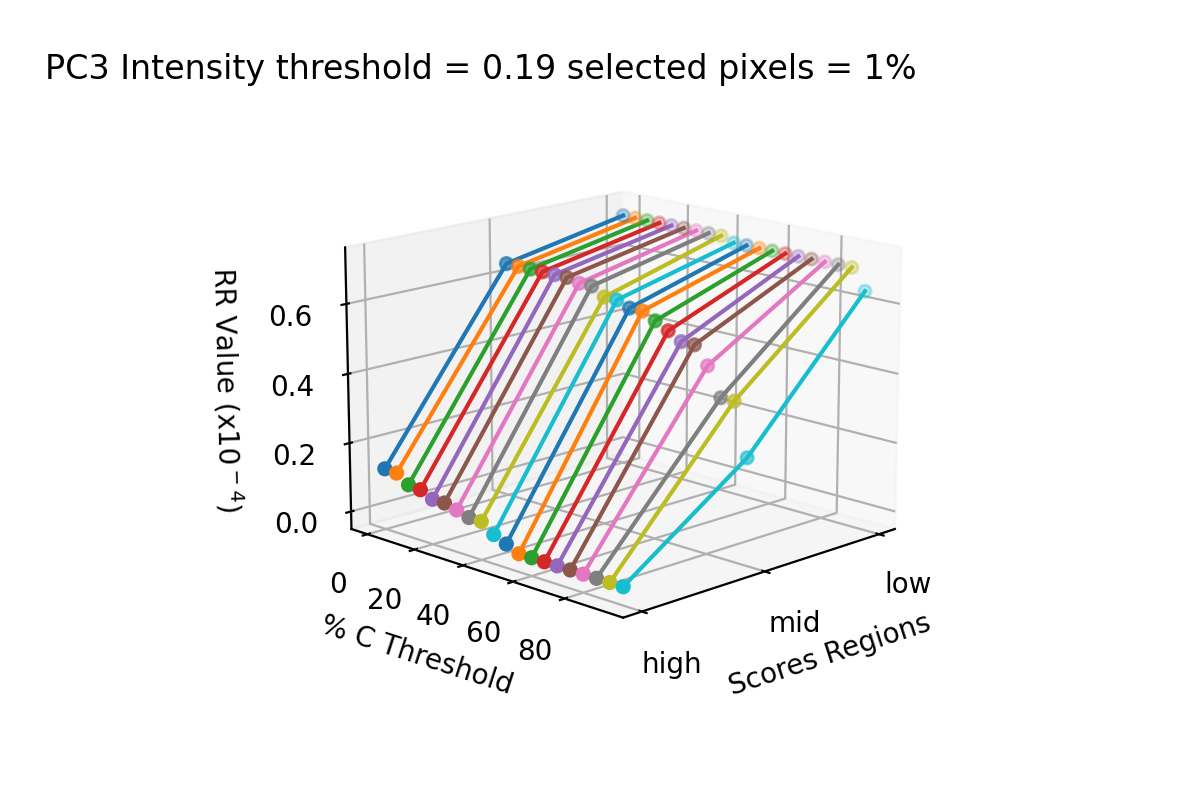 PC3 Intensity threshold = 0.19 selected pixels = 1%
RR Value (x10⁻⁴)
0.6
0.4
0.2
0.0
0
20
40
60
80
% C Threshold
high
mid
low
Scores Regions